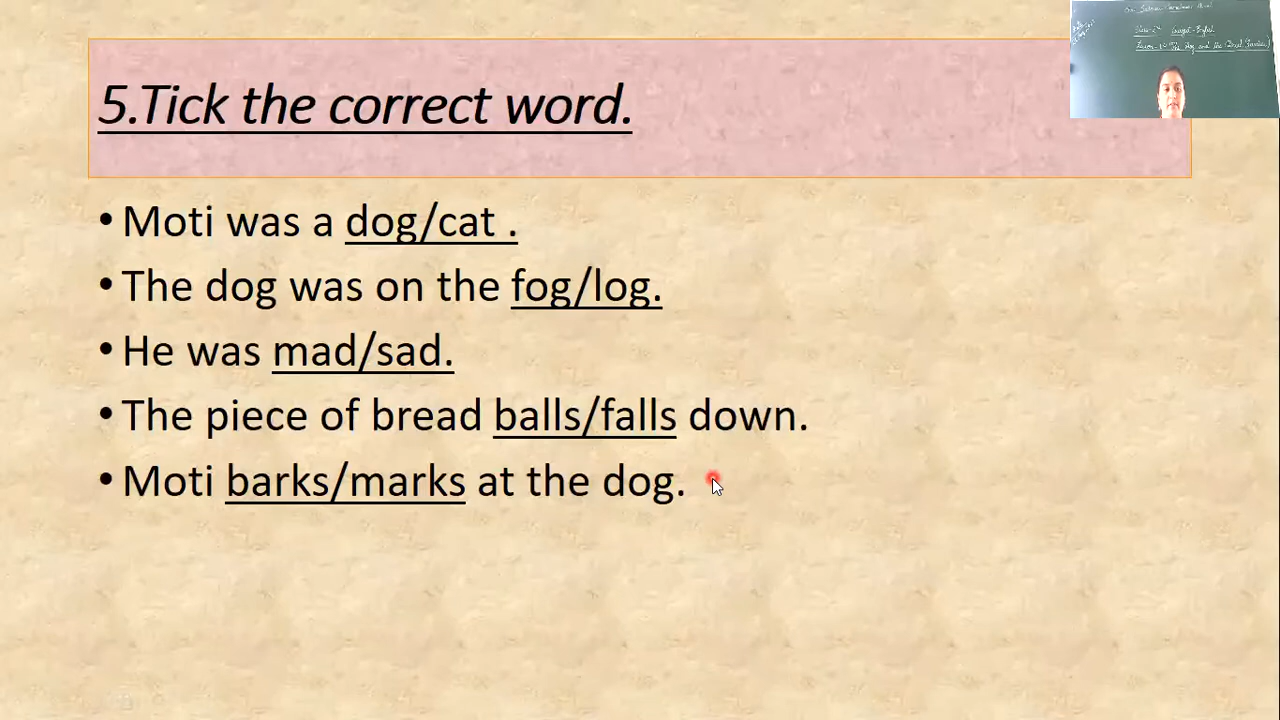 5.Tick the correct word.
• Moti was a dog/cat .
• The dog was on the fog/log.
• He was mad/sad.
• The piece of bread balls/falls down.
• Moti barks/marks at the dog.